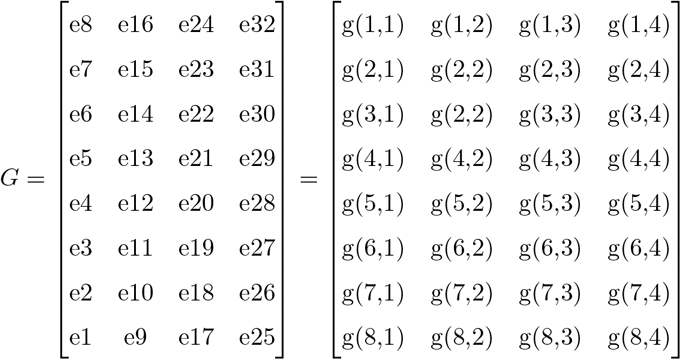 e8 e16 e24 e32 g(1,1) g(1,2) g(1,3) g(1,4)
e7 e15 e23 e31 g(2,1) g(2,2) g(2,3) g(2,4)
e6 e14 e22 e30 g(3,1) g(2,2) g(3,3) g(3,4)
e5 e13 e21 e29 g(4,1) g(4,2) g(4,3) g(4,4)
G = =
e4 e12 e20 e28 g(5,1) g(5,2) g(5,3) g(5,4)
e3 e11 e19 e27 g(6,1) g(6,2) g(6,3) g(6,4)
e2 e10 e18 e26 g(7,1) g(7,2) g(7,3) g(7,4)
e1 e9 e17 e25 g(8,1) g(8,2) g(8,3) g(8,4)